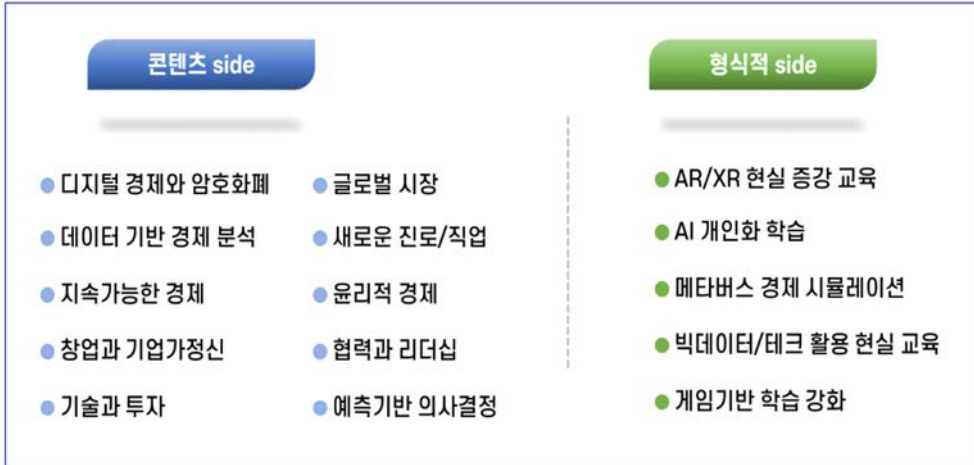 콘텐츠 side
디지털 경제와 암호화폐
데이터 기반 경제 분석
지속가능한 경제
창업과 기업가정신
기술과 투자
글로벌 시장
새로운 진로/직업
윤리적 경제
협력과 리더십
예측기반 의사결정
형식적 side
AR/XR 현실 증강 교육
AI 개인화 학습
메타버스 경제 시뮬레이션
빅데이터/테크 활용 현실 교육
게임기반 학습 강화